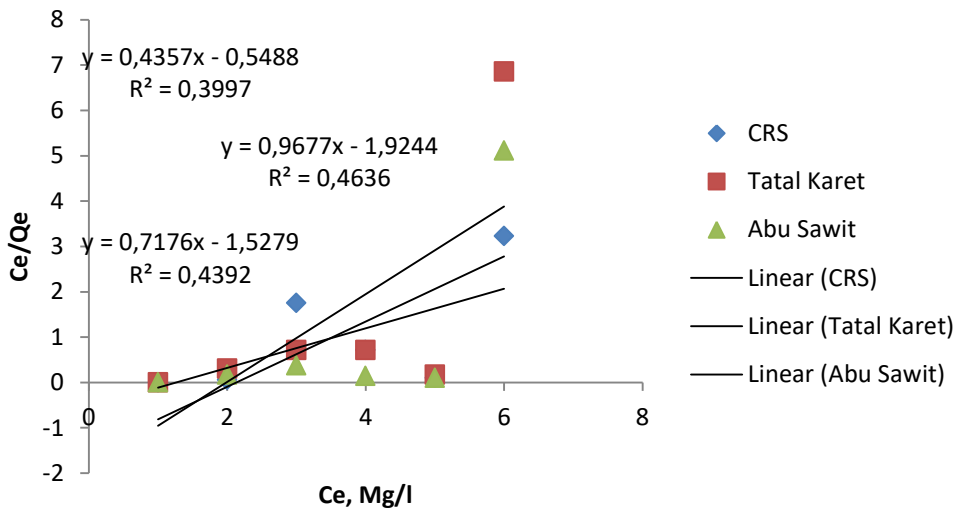 y = 0,4357x - 0,5488
R² = 0,3997
y = 0,9677x - 1,9244
R² = 0,4636
y = 0,7176x - 1,5279
R² = 0,4392
8
7
6
5
4
3
2
1
0
-1
-2
0
2
4
6
8
Ce/Qe
Ce, Mg/l
CRS
Tatal Karet
Abu Sawit
Linear (CRS)
Linear (Tatal Karet)
Linear (Abu Sawit)